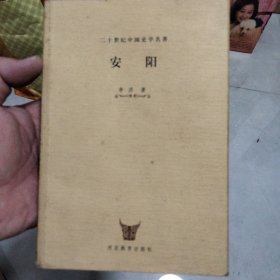 二十世纪中国史学名著
安阳
李济 著
河北教育出版社